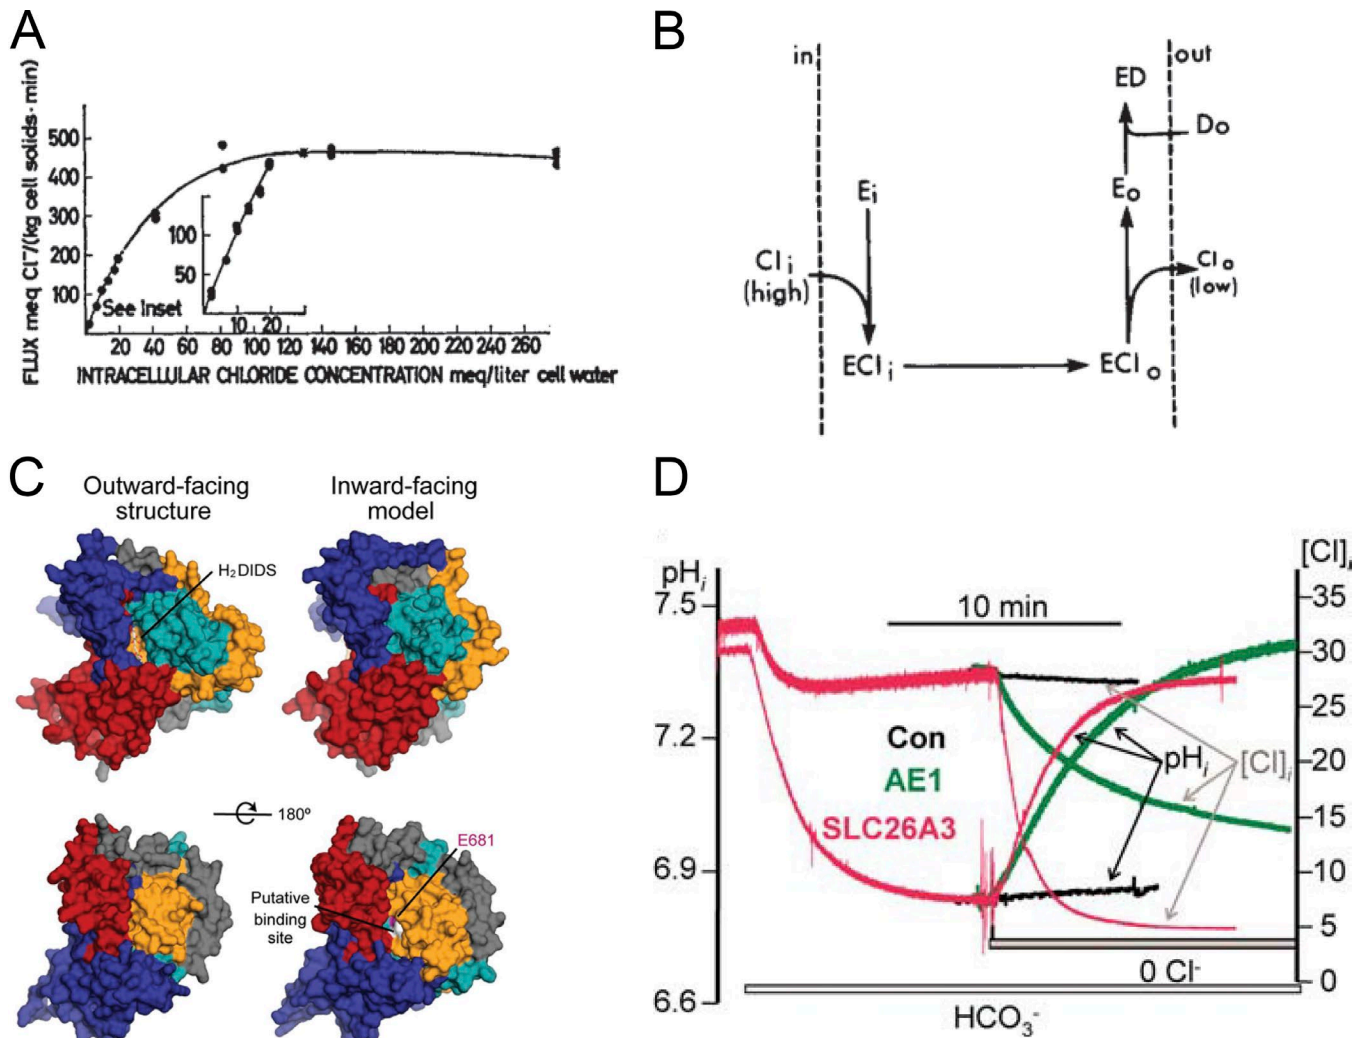 A
FLUX meq Cl⁻/(kg cell solids·min)
500
400
300
200
100
100
50
10 20
See Inset
20 40 60 80 100 120 140 160 180 200 220 240 260
INTRACELLULAR CHLORIDE CONCENTRATION meq/liter cell water
B
in
out
ED
Do
Ei
Eo
Cli
(high)
Clo
(low)
ECli
EClo
C
Outward-facing
structure
Inward-facing
model
H₂DIDS
180º
E681
Putative
binding
site
D
pHi
[Cl]i
7.5
7.2
6.9
6.6
10 min
35
30
25
20
15
10
5
0
Con
AE1
SLC26A3
pHi
[Cl]i
0 Cl⁻
HCO₃⁻